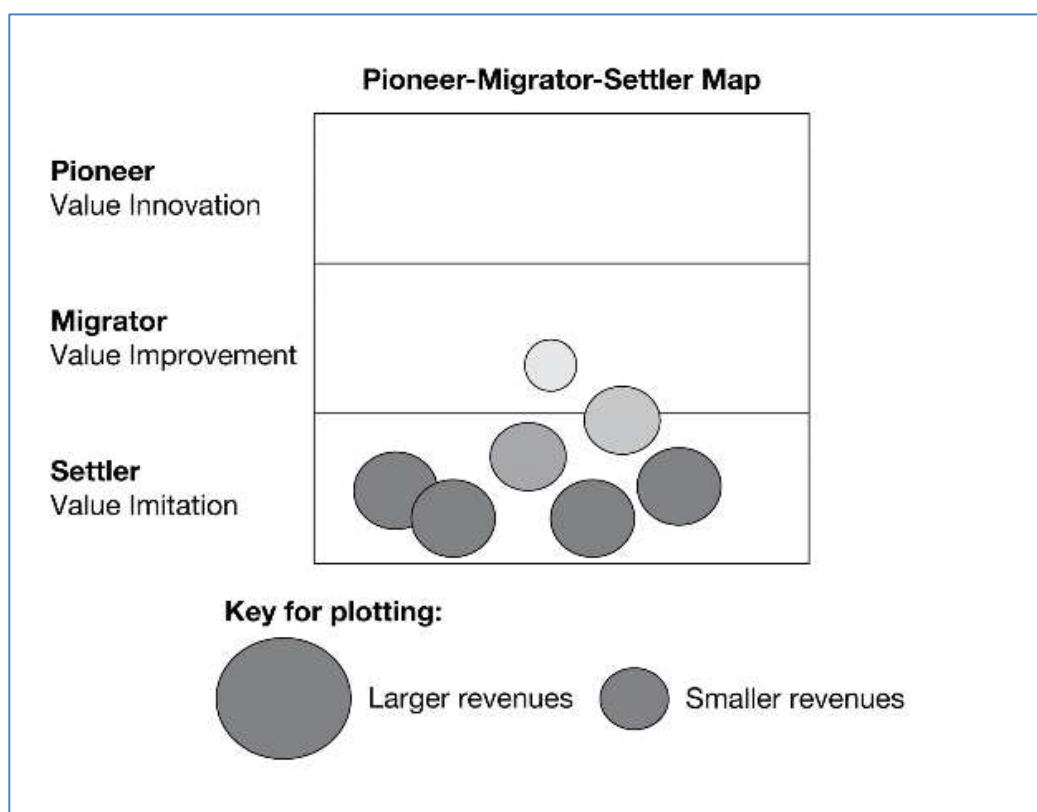 Pioneer-Migrator-Settler Map
Pioneer
Value Innovation
Migrator
Value Improvement
Settler
Value Imitation
Key for plotting:
Larger revenues
Smaller revenues